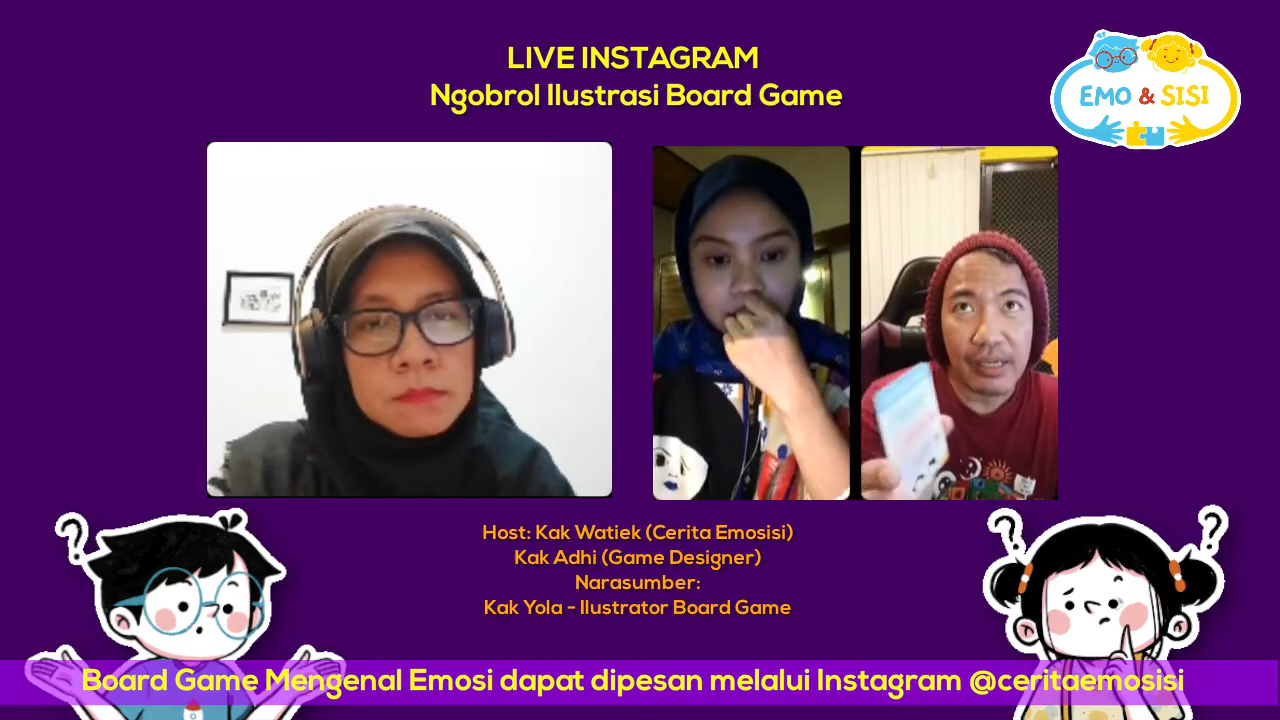 LIVE INSTAGRAM
Ngobrol Ilustrasi Board Game
EMO & SISI
Host: Kak Watiek (Cerita Emosisi)
Kak Adhi (Game Designer)
Narasumber:
Kak Yola - Ilustrator Board Game
Board Game Mengenal Emosi dapat dipesan melalui Instagram @ceritaemosisi